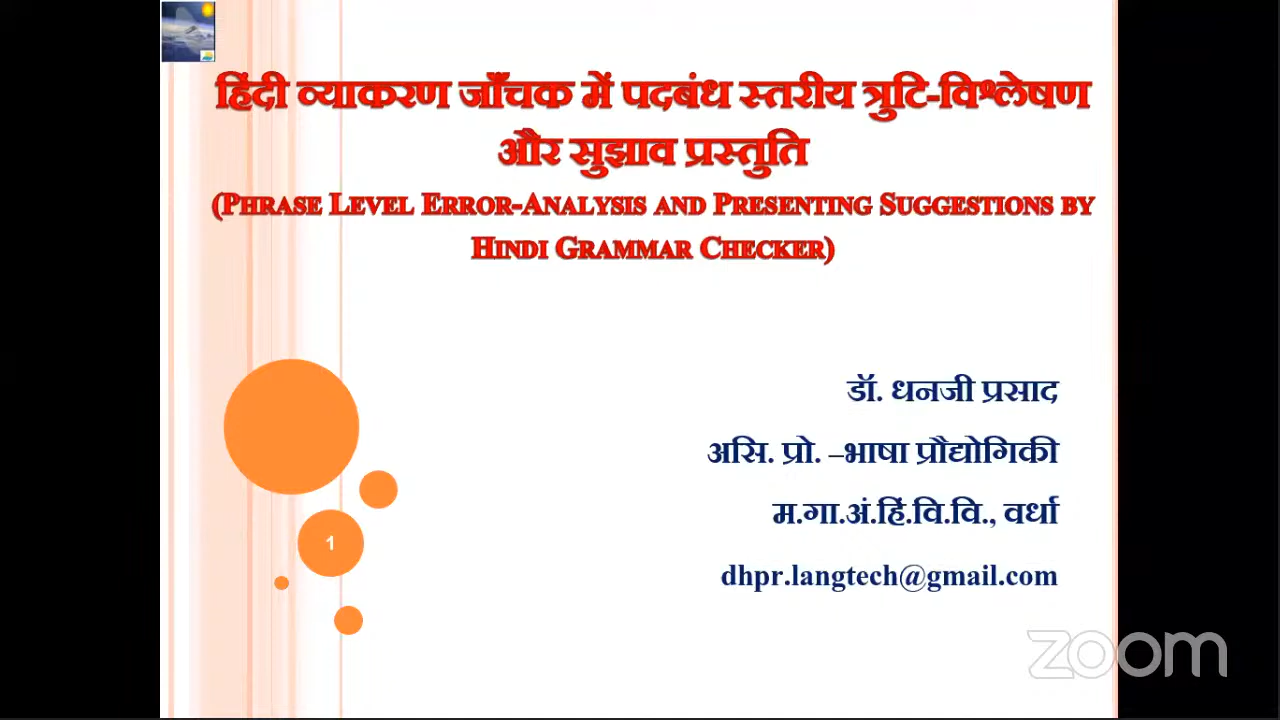 हिंदी व्याकरण जाँचक में पदबंध स्तरीय त्रुटि-विश्लेषण
और सुझाव प्रस्तुति
(PHRASE LEVEL ERROR-ANALYSIS AND PRESENTING SUGGESTIONS BY
HINDI GRAMMAR CHECKER)
डॉ. धनजी प्रसाद
असि. प्रो. –भाषा प्रौद्योगिकी
म.गा.अं.हिं.वि.वि., वर्धा
1
dhpr.langtech@gmail.com
zoom